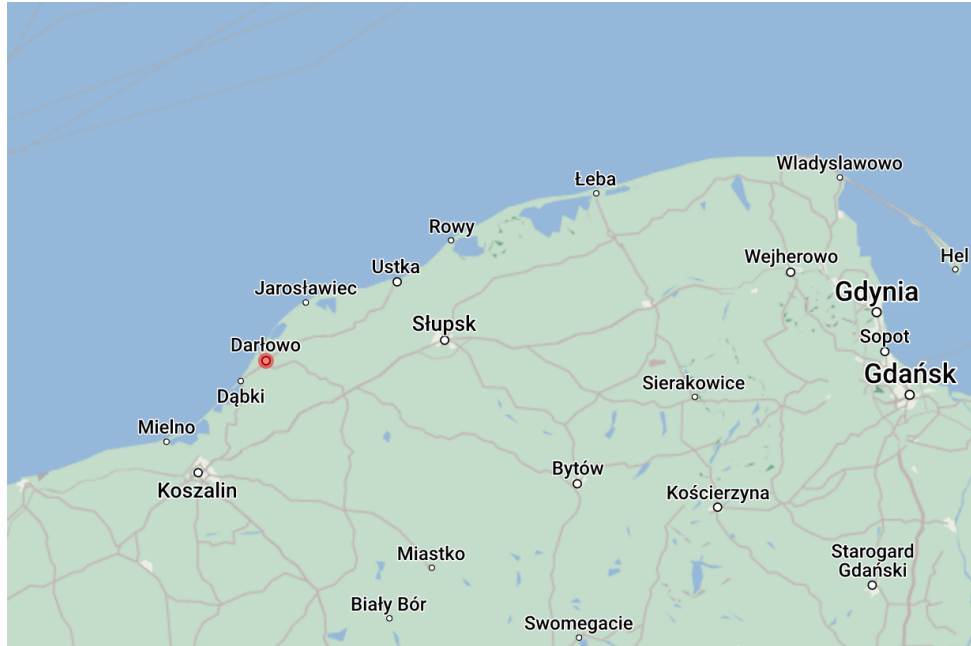 Wladyslawowo
Łeba
Rowy
Hel
Wejherowo
Ustka
Jarosławiec
Gdynia
Słupsk
Sopot
Darłowo
Gdańsk
Sierakowice
Dąbki
Mielno
Bytów
Koszalin
Kościerzyna
Miastko
Starogard
Gdański
Biały Bór
Swomegacie